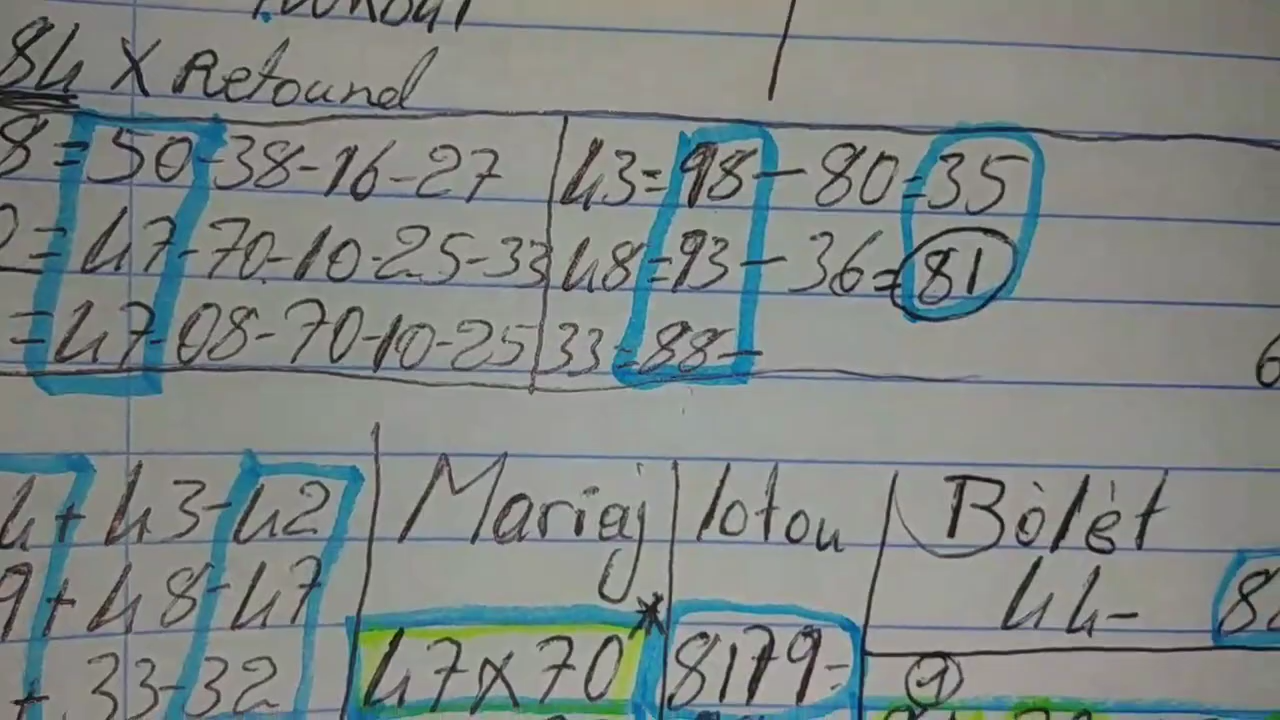 84 X Retounel
8=50-38-16-27 43=98-80=35
=47-70-10-25-33 48=93-36=81
=47-08-70-10-25 33=88-
4+43-42 Mariaj lotou Bòlèt
9+48-47 44-
+33-32 47x70 * 8179=
1